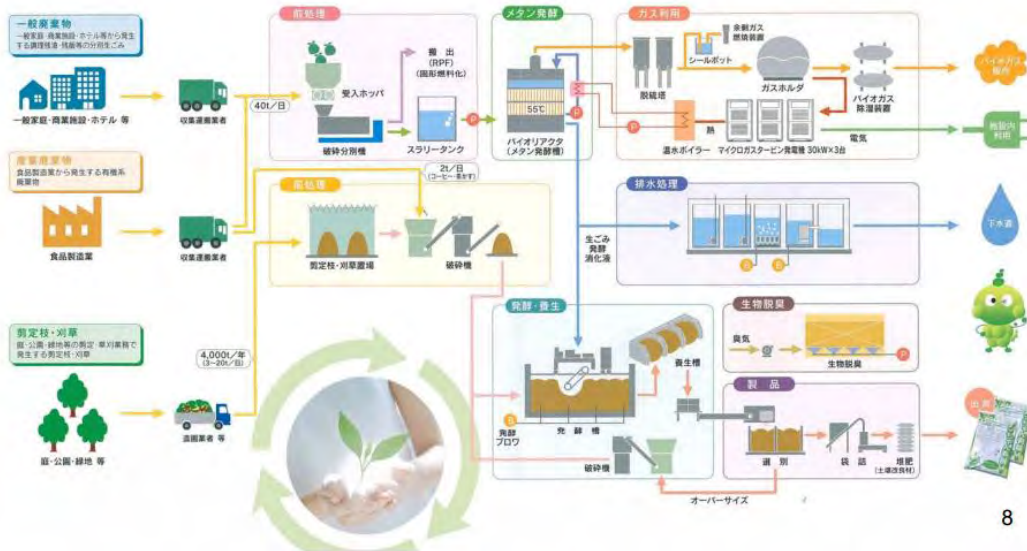 一般廃棄物
一般家庭・商業施設・ホテル等から発生
する調理残渣・残飯等の分別生ごみ
一般家庭・商業施設・ホテル 等
収集運搬業者
40t/日
産業廃棄物
食品製造業から発生する有機系
廃棄物
食品製造業
収集運搬業者
剪定枝・刈草
庭・公園・緑地等の剪定・草刈業務で
発生する剪定枝・刈草
庭・公園・緑地 等
造園業者 等
4,000t/年
(3~20t/日)
前処理
受入ホッパ
搬出
(RPF)
(固形燃料化)
破砕分別機
スラリータンク
P
2t/日
(コーヒー・茶かす)
前処理
剪定枝・刈草置場
破砕機
メタン発酵
55℃
P
バイオリアクタ
(メタン発酵槽)
生ごみ
発酵
消化液
ガス利用
脱硫塔
シールポット
余剰ガス
燃焼装置
ガスホルダ
バイオガス
除湿装置
P
熱
温水ボイラー
マイクロガスタービン発電機 30kW×3台
電気
バイオガス
施設内
利用
排水処理
B
B
下水道
発酵・養生
養生槽
B
発酵
ブロワ
発酵槽
破砕機
オーバーサイズ
生物脱臭
臭気
生物脱臭
P
製品
選別
袋詰
堆肥
(土壌改良材)
出荷
8